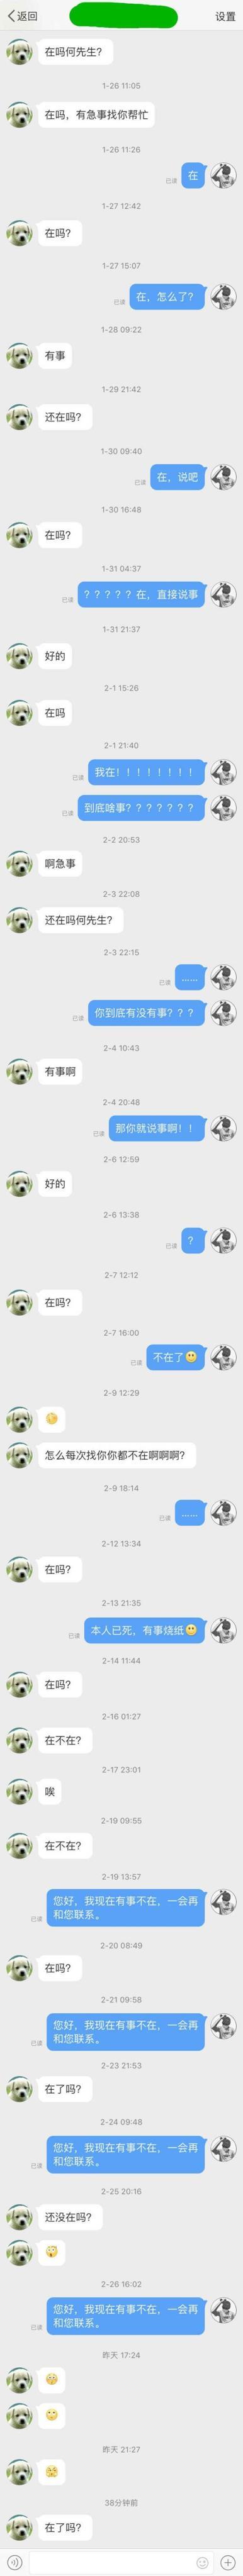 返回
设置
在吗何先生?
1-26 11:05
在吗，有急事找你帮忙
1-26 11:26
在
已读
1-27 12:42
在吗?
1-27 15:07
在，怎么了?
已读
1-28 09:22
有事
1-29 21:42
还在吗?
1-30 09:40
在，说吧
已读
1-30 16:48
在吗?
1-31 04:37
？？？？？在，直接说事
已读
1-31 21:37
好的
2-1 15:26
在吗
2-1 21:40
我在！！！！！！！！
已读
到底啥事？？？？？？？
已读
2-2 20:53
啊急事
2-3 22:08
还在吗何先生?
2-3 22:15
……
已读
你到底有没有事？？？
已读
2-4 10:43
有事啊
2-4 20:48
那你就说事啊！！
已读
2-6 12:59
好的
2-6 13:38
?
已读
2-7 12:12
在吗?
2-7 16:00
不在了
已读
2-9 12:29
怎么每次找你你都不在啊啊啊?
2-9 18:14
……
已读
2-12 13:34
在吗?
2-13 21:35
本人已死，有事烧纸
已读
2-14 11:44
在吗?
2-16 01:27
在不在?
2-17 23:01
唉
2-19 09:55
在不在?
2-19 13:57
您好，我现在有事不在，一会再
和您联系。
已读
2-20 08:49
在吗?
2-21 09:58
您好，我现在有事不在，一会再
和您联系。
已读
2-23 21:53
在了吗?
2-24 09:48
您好，我现在有事不在，一会再
和您联系。
已读
2-25 20:16
还没在吗?
2-26 16:02
您好，我现在有事不在，一会再
和您联系。
已读
昨天 17:24
昨天 21:27
38分钟前
在了吗?